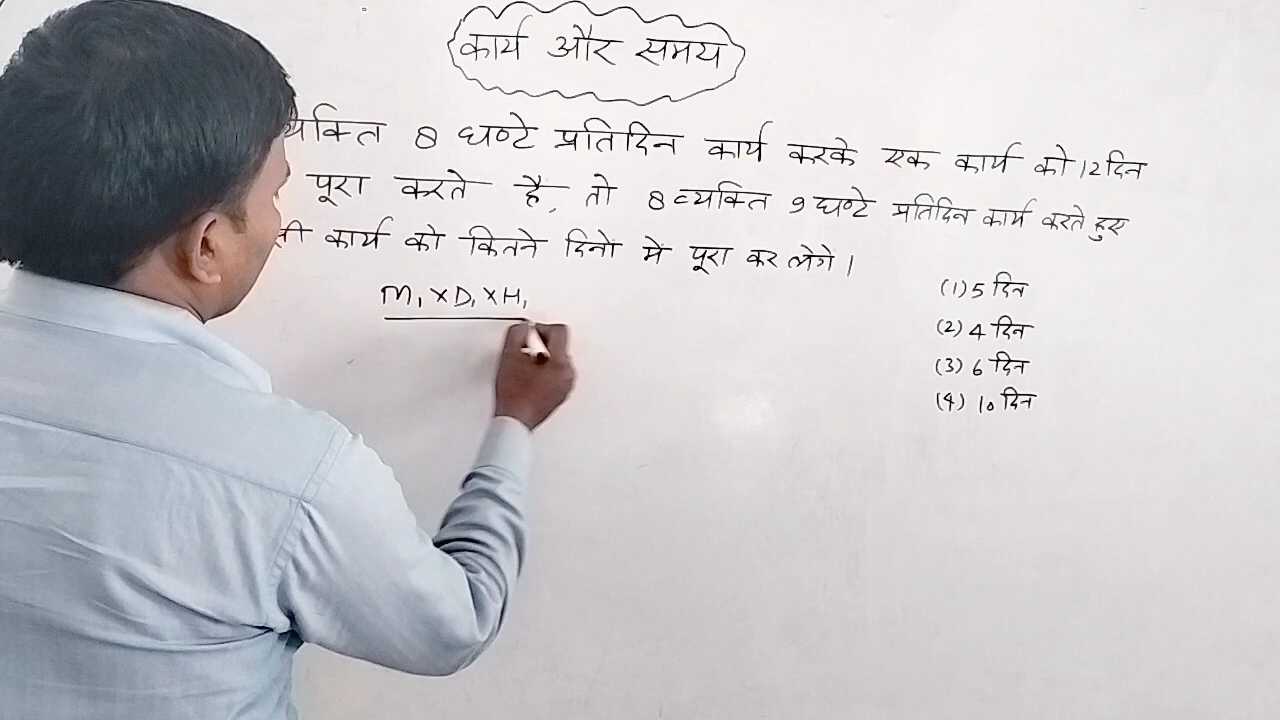 कार्य और समय
8 घण्टे प्रतिदिन कार्य करके एक कार्य को 12 दिन
पूरा करते है, तो 8 व्यक्ति 9 घण्टे प्रतिदिन कार्य करते हुए
कार्य को कितने दिनो मे पूरा कर लेगे।
M₁ × D₁ × H₁
(1) 5 दिन
(2) 4 दिन
(3) 6 दिन
(4) 10 दिन